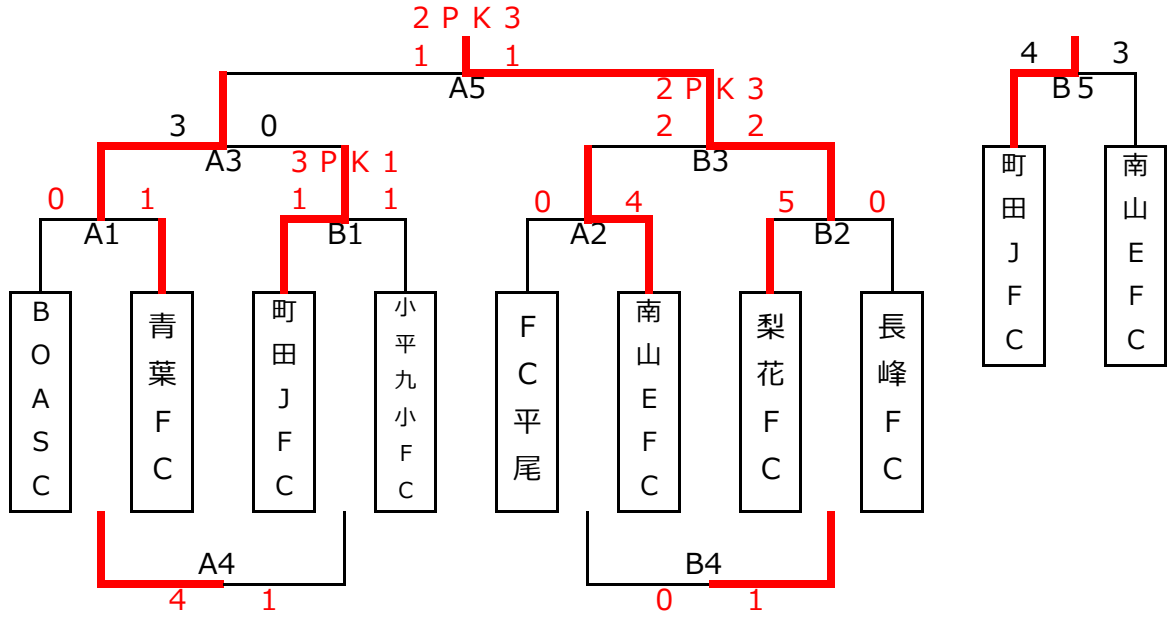 2 P K 3
1 1
A5
4 3
B5
2 P K 3
2 2
B3
3 0
A3
3 P K 1
1 1
B1
0 1
A1
0 4
A2
5 0
B2
BOASC
青葉FC
町田JFC
小平九小FC
FC平尾
南山EFC
梨花FC
長峰FC
町田JFC
南山EFC
A4
4 1
B4
0 1